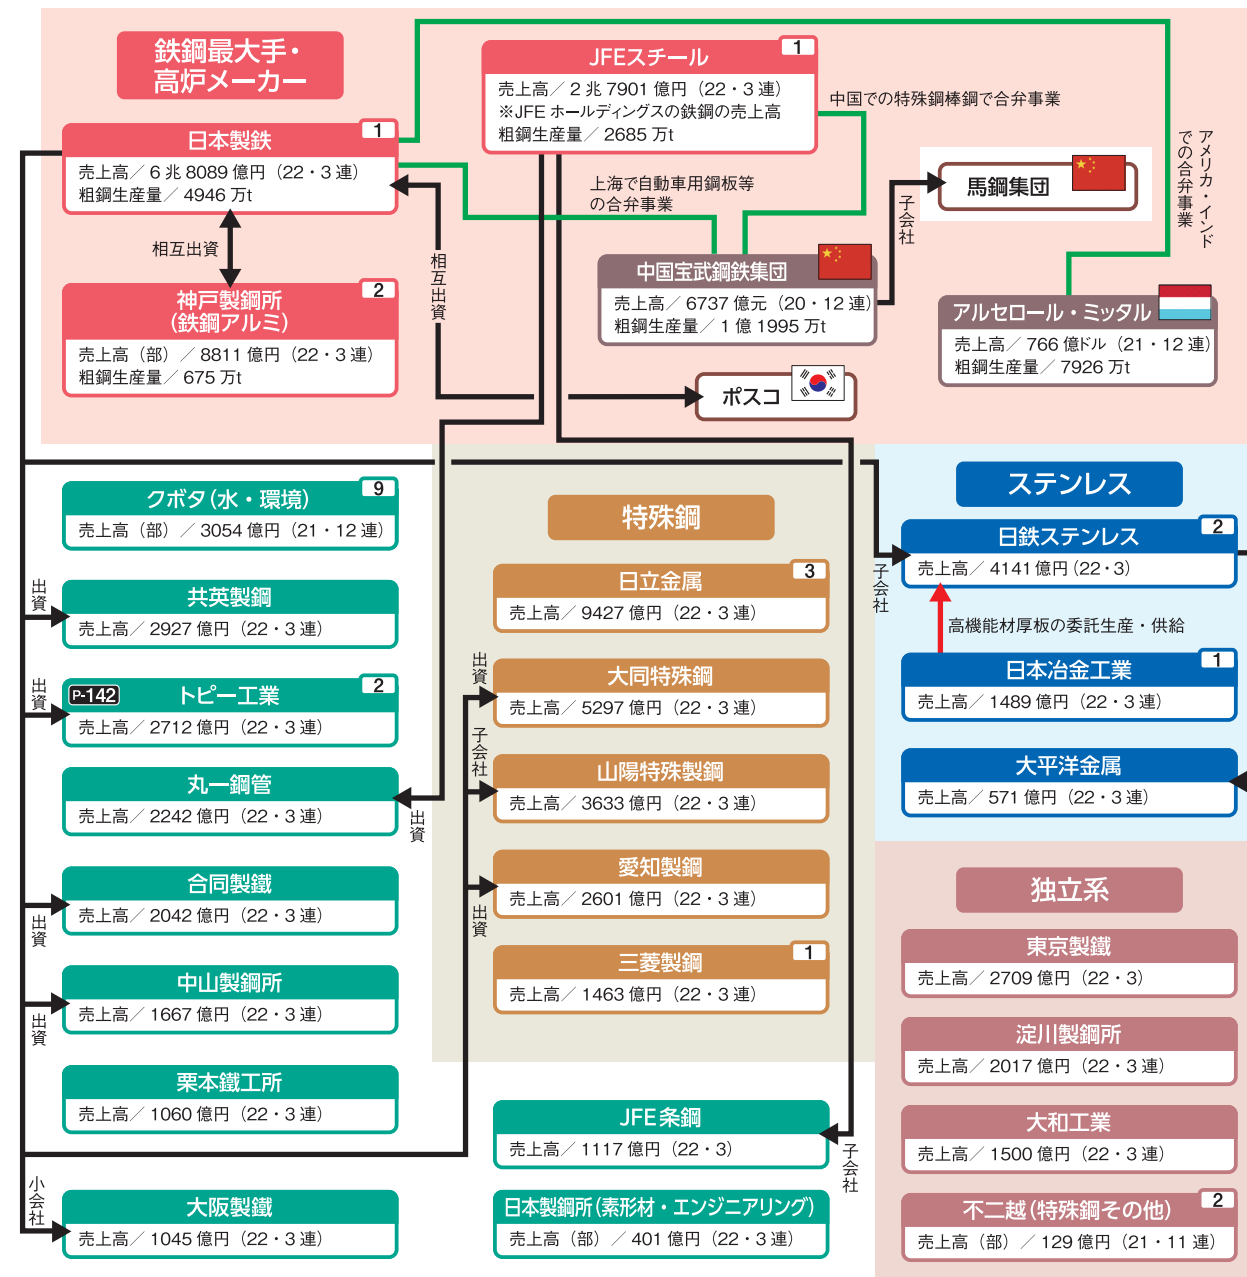 鉄鋼最大手・
高炉メーカー
1
JFEスチール
売上高／2兆7901億円（22・3連）
※JFEホールディングスの鉄鋼の売上高
粗鋼生産量／2685万t
中国での特殊鋼棒鋼で合弁事業
アメリカ・インド
での合弁事業
1
日本製鉄
売上高／6兆8089億円（22・3連）
粗鋼生産量／4946万t
上海で自動車用鋼板等
の合弁事業
馬鋼集団
子会社
相互出資
相互出資
中国宝武鋼鉄集団
売上高／6737億元（20・12連）
粗鋼生産量／1億1995万t
2
神戸製鋼所
（鉄鋼アルミ）
売上高（部）／8811億円（22・3連）
粗鋼生産量／675万t
アルセロール・ミッタル
売上高／766億ドル（21・12連）
粗鋼生産量／7926万t
ポスコ
9
クボタ（水・環境）
売上高（部）／3054億円（21・12連）
出資
共英製鋼
売上高／2927億円（22・3連）
出資
P-142
トピー工業
2
売上高／2712億円（22・3連）
丸一鋼管
売上高／2242億円（22・3連）
出資
合同製鐵
売上高／2042億円（22・3連）
出資
中山製鋼所
売上高／1667億円（22・3連）
出資
栗本鐵工所
売上高／1060億円（22・3連）
小会社
大阪製鐵
売上高／1045億円（22・3連）
特殊鋼
3
日立金属
売上高／9427億円（22・3連）
出資
大同特殊鋼
売上高／5297億円（22・3連）
子会社
山陽特殊製鋼
売上高／3633億円（22・3連）
愛知製鋼
売上高／2601億円（22・3連）
出資
1
三菱製鋼
売上高／1463億円（22・3連）
JFE条鋼
売上高／1117億円（22・3）
子会社
日本製鋼所（素形材・エンジニアリング）
売上高（部）／401億円（22・3連）
ステンレス
2
日鉄ステンレス
売上高／4141億円（22・3）
子会社
高機能材厚板の委託生産・供給
1
日本冶金工業
売上高／1489億円（22・3連）
大平洋金属
売上高／571億円（22・3連）
独立系
東京製鐵
売上高／2709億円（22・3）
淀川製鋼所
売上高／2017億円（22・3連）
大和工業
売上高／1500億円（22・3連）
2
不二越（特殊鋼その他）
売上高（部）／129億円（21・11連）